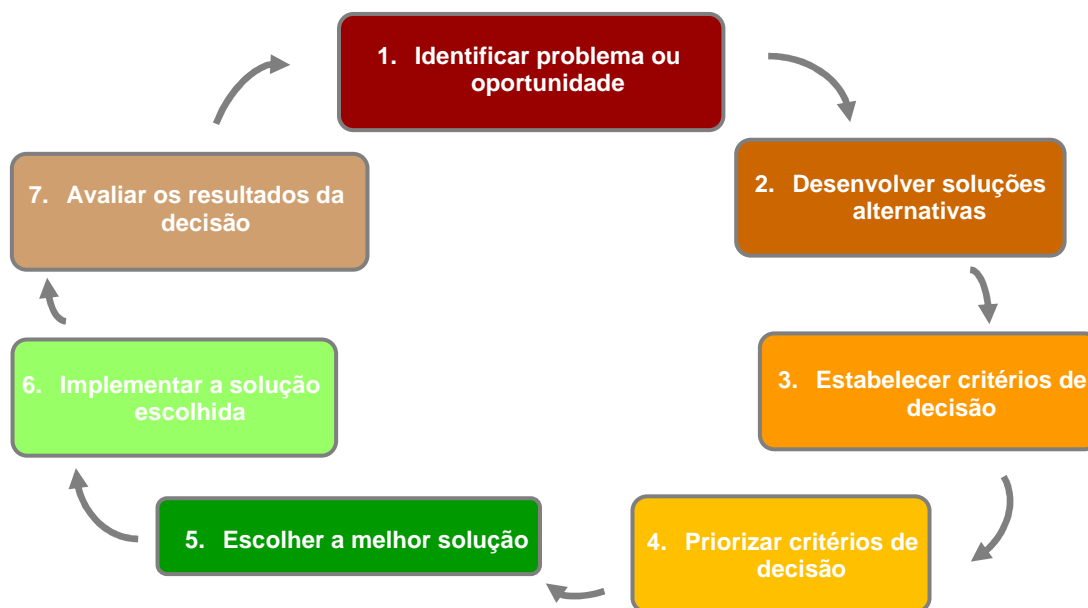 1. Identificar problema ou
oportunidade
2. Desenvolver soluções
alternativas
3. Estabelecer critérios de
decisão
4. Priorizar critérios de
decisão
5. Escolher a melhor solução
6. Implementar a solução
escolhida
7. Avaliar os resultados da
decisão